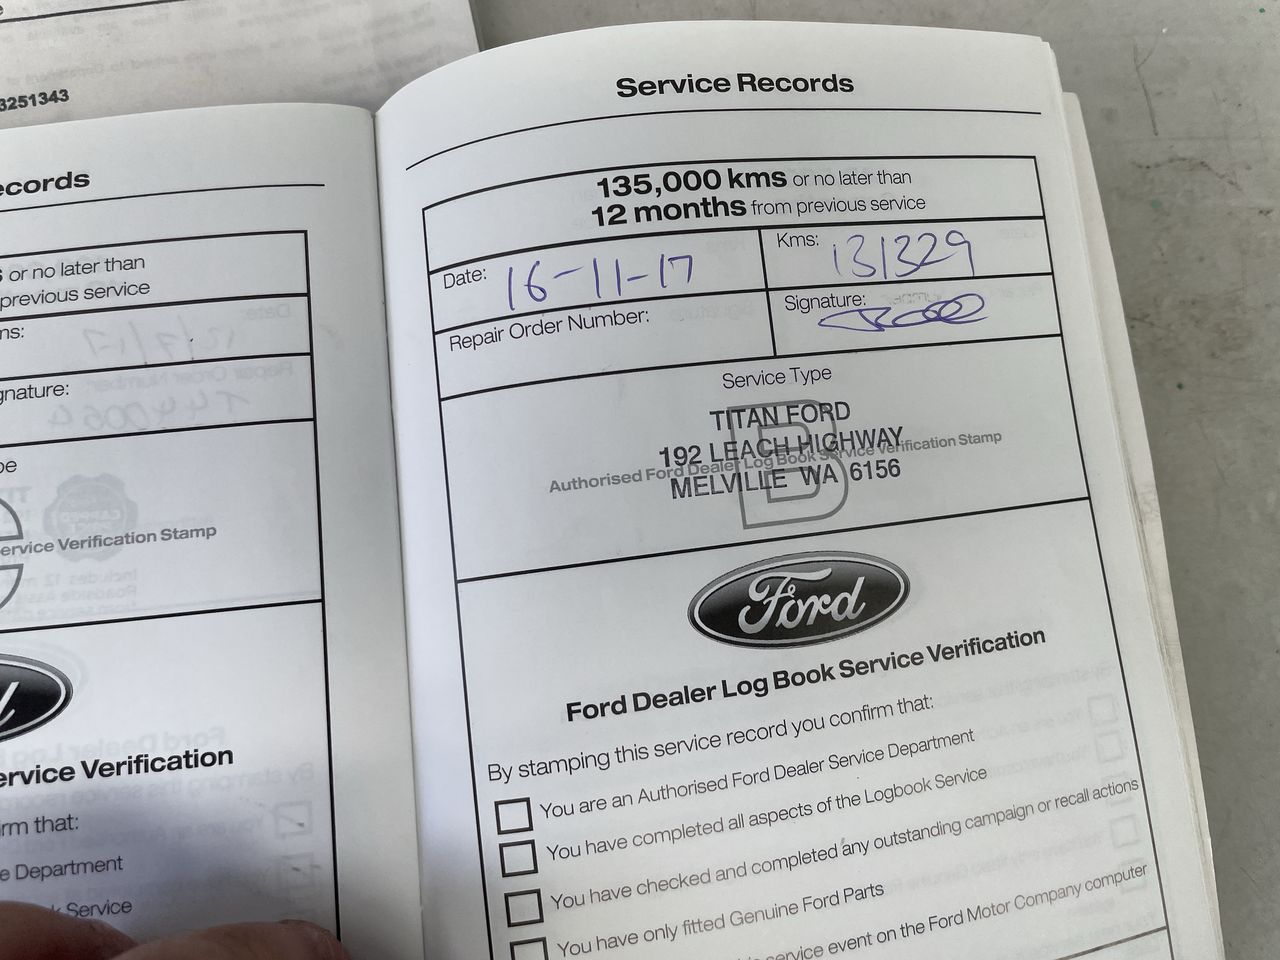 3251343
ecords
or no later than
previous service
ms:
gnature:
ervice Verification Stamp
ervice Verification
rm that:
e Department
Service
Service Records
135,000 kms or no later than
12 months from previous service
Date: 16-11-17
Kms: 131329
Repair Order Number:
Signature:
Service Type
TITAN FORD
192 LEACH HIGHWAY
Authorised Ford Dealer Log Book Service Verification Stamp
MELVILLE WA 6156
B
Ford
Ford Dealer Log Book Service Verification
By stamping this service record you confirm that:
You are an Authorised Ford Dealer Service Department
You have completed all aspects of the Logbook Service
You have checked and completed any outstanding campaign or recall actions
You have only fitted Genuine Ford Parts
service event on the Ford Motor Company computer